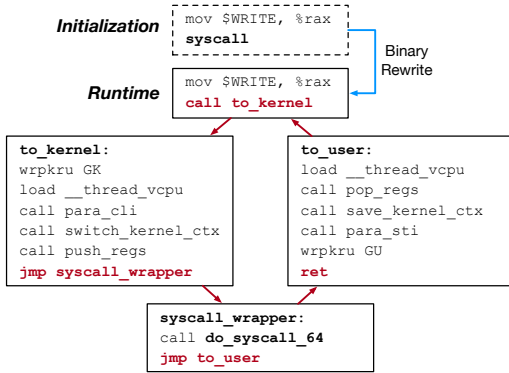 Initialization
mov $WRITE, %rax
syscall
Binary
Rewrite
Runtime
mov $WRITE, %rax
call to_kernel
to_kernel:
wrpkru GK
load __thread_vcpu
call para_cli
call switch_kernel_ctx
call push_regs
jmp syscall_wrapper
to_user:
load __thread_vcpu
call pop_regs
call save_kernel_ctx
call para_sti
wrpkru GU
ret
syscall_wrapper:
call do_syscall_64
jmp to_user